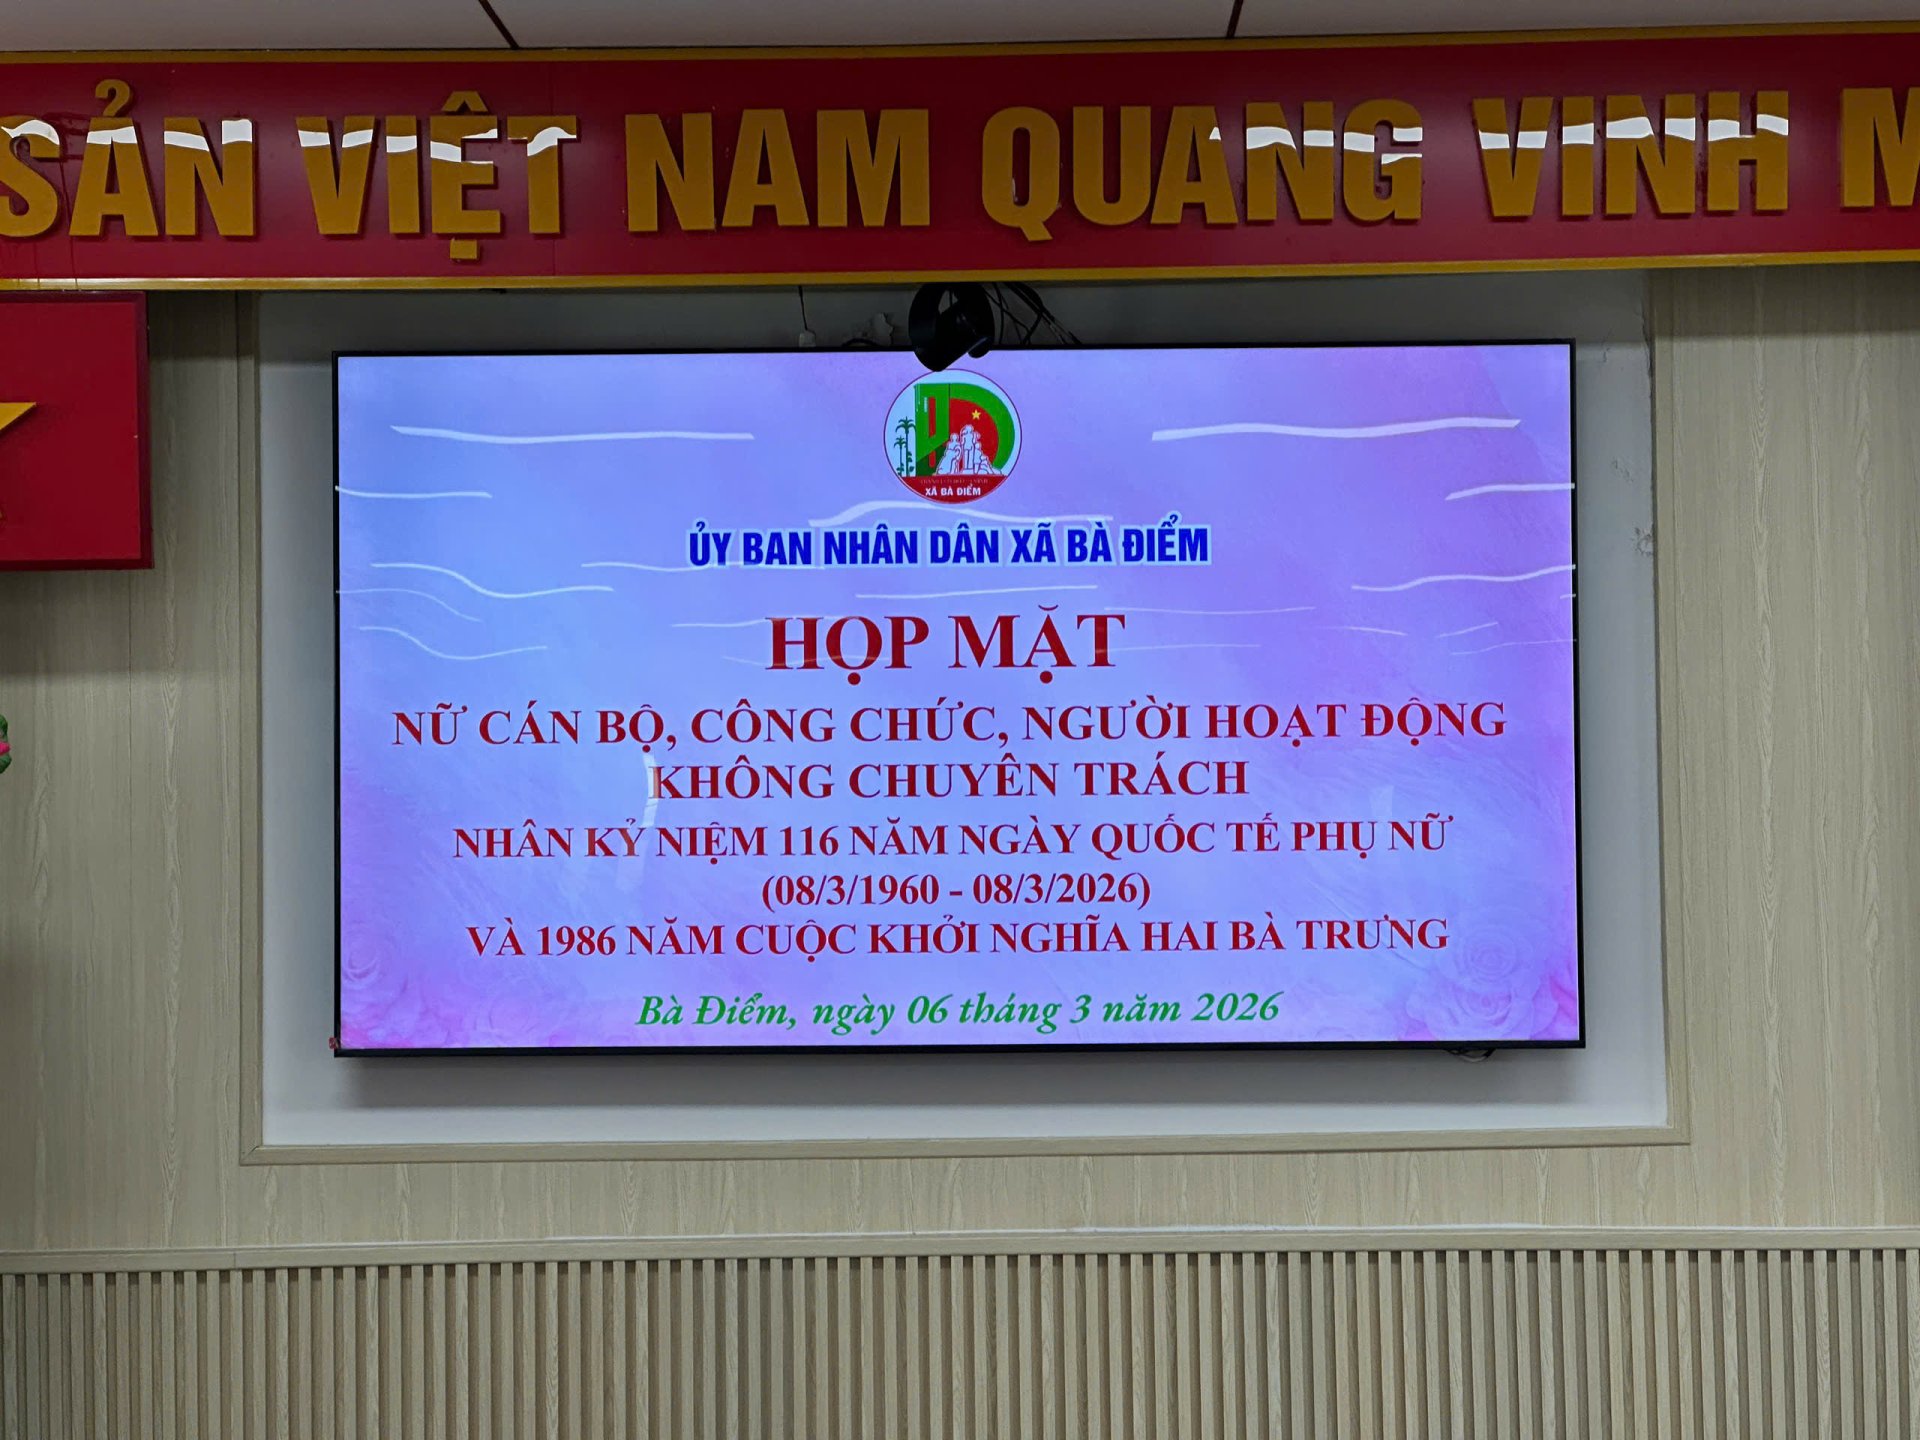 SẢN VIỆT NAM QUANG VINH M
XÃ BÀ ĐIỂM
ỦY BAN NHÂN DÂN XÃ BÀ ĐIỂM
HỌP MẶT
NỮ CÁN BỘ, CÔNG CHỨC, NGƯỜI HOẠT ĐỘNG
KHÔNG CHUYÊN TRÁCH
NHÂN KỶ NIỆM 116 NĂM NGÀY QUỐC TẾ PHỤ NỮ
(08/3/1960 - 08/3/2026)
VÀ 1986 NĂM CUỘC KHỞI NGHĨA HAI BÀ TRƯNG
Bà Điểm, ngày 06 tháng 3 năm 2026